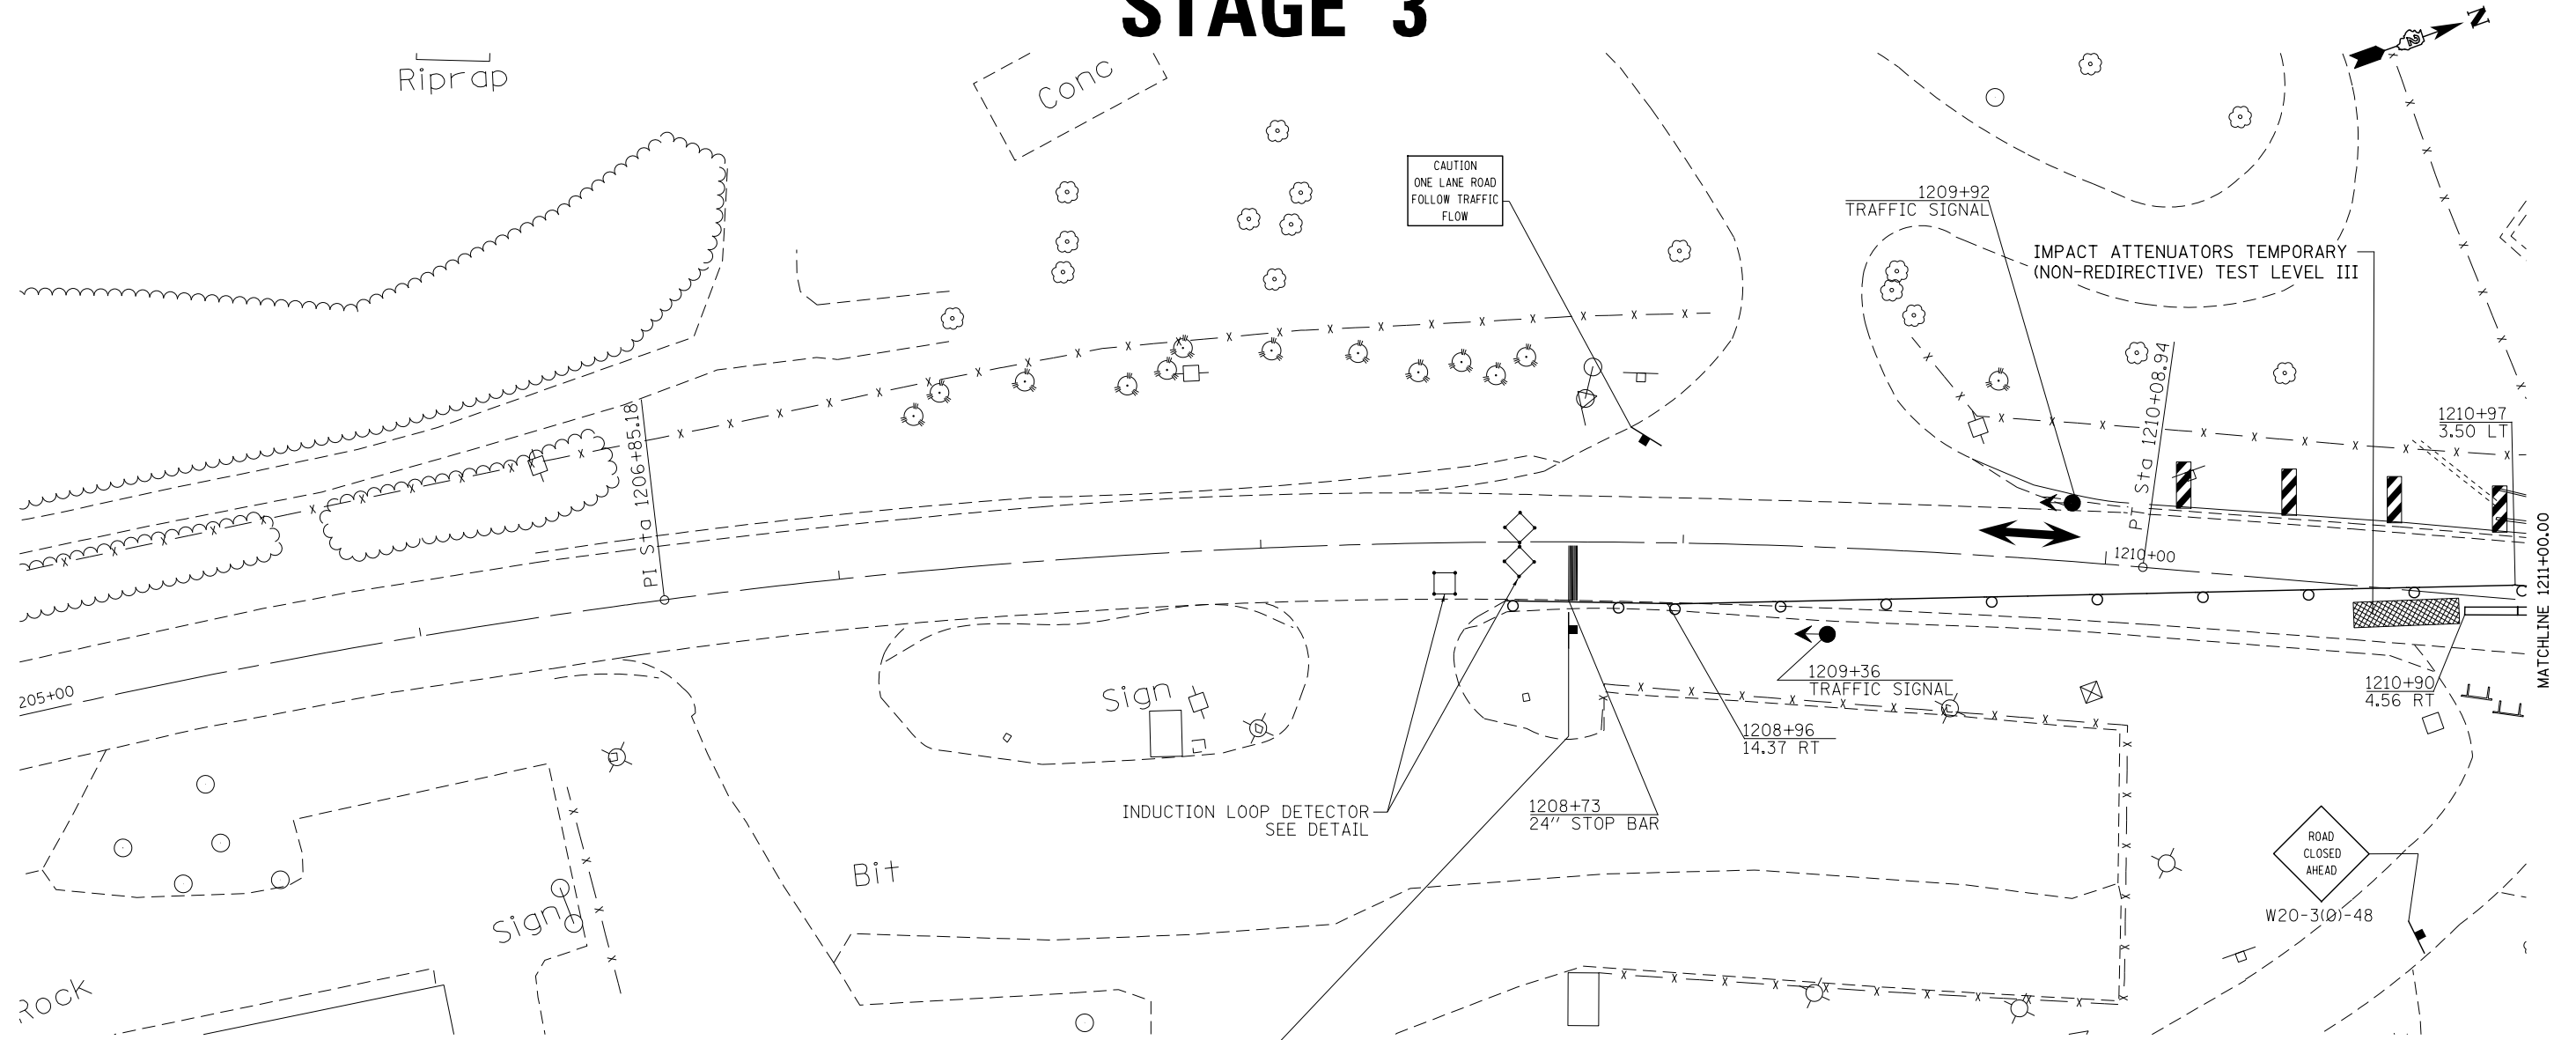 STAGE 3
N
Riprap
Conc
CAUTION
ONE LANE ROAD
FOLLOW TRAFFIC
FLOW
1209+92
TRAFFIC SIGNAL
IMPACT ATTENUATORS TEMPORARY
(NON-REDIRECTIVE) TEST LEVEL III
PI Sta 1206+85.18
PT Sta 1210+08.94
1210+97
3.50 LT
1210+00
MATCHLINE 1211+00.00
205+00
Sign
1209+36
TRAFFIC SIGNAL
1210+90
4.56 RT
1208+96
14.37 RT
INDUCTION LOOP DETECTOR
SEE DETAIL
1208+73
24" STOP BAR
Bit
ROAD
CLOSED
AHEAD
W20-3(0)-48
Sign
Rock